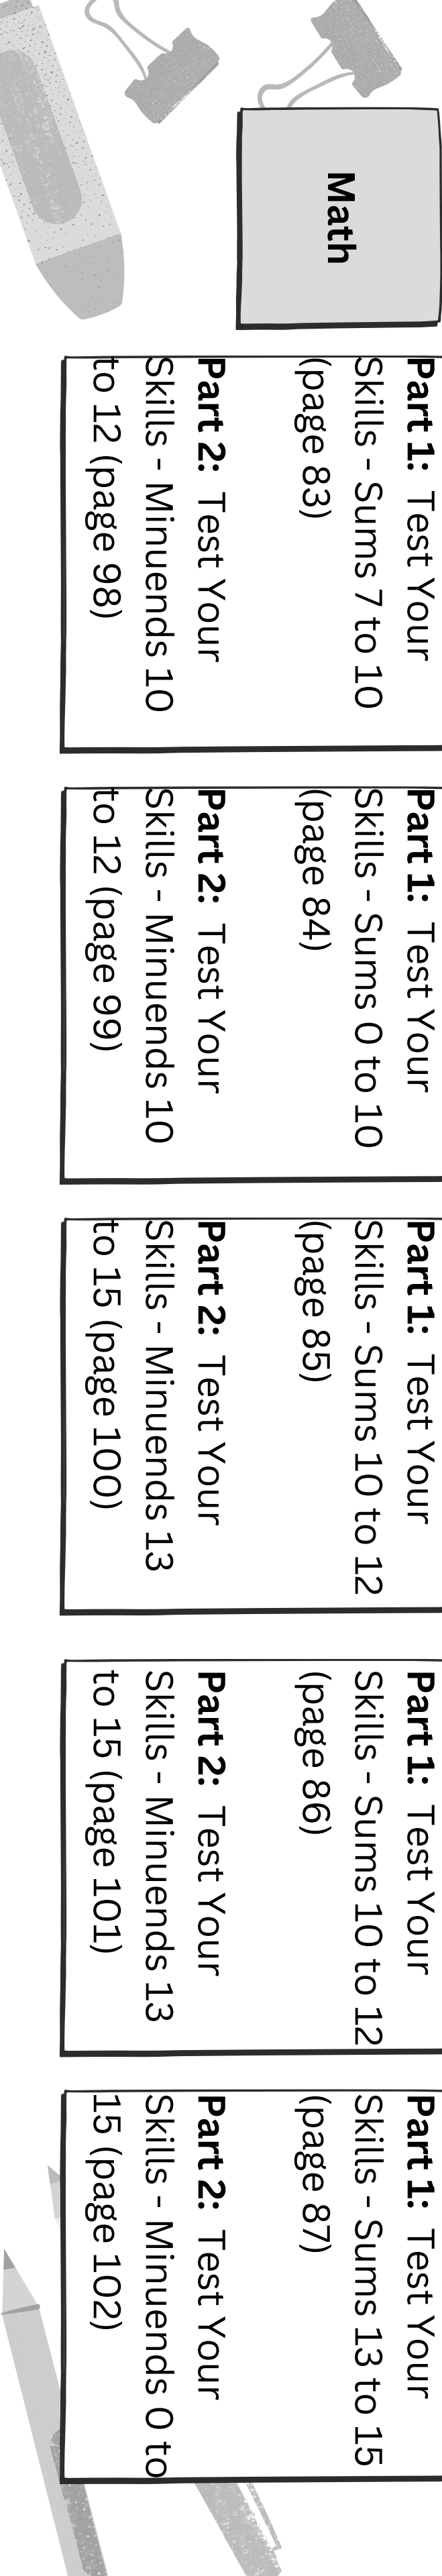 Math
Part 1: Test Your
Skills - Sums 7 to 10
(page 83)
Part 2: Test Your
Skills - Minuends 10
to 12 (page 98)
Part 1: Test Your
Skills - Sums 0 to 10
(page 84)
Part 2: Test Your
Skills - Minuends 10
to 12 (page 99)
Part 1: Test Your
Skills - Sums 10 to 12
(page 85)
Part 2: Test Your
Skills - Minuends 13
to 15 (page 100)
Part 1: Test Your
Skills - Sums 10 to 12
(page 86)
Part 2: Test Your
Skills - Minuends 13
to 15 (page 101)
Part 1: Test Your
Skills - Sums 13 to 15
(page 87)
Part 2: Test Your
Skills - Minuends 0 to
15 (page 102)